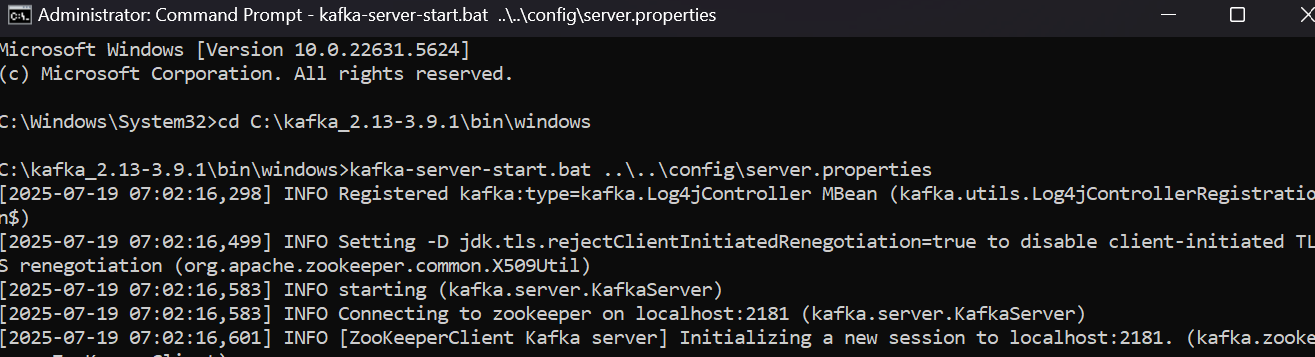 Administrator: Command Prompt - kafka-server-start.bat ..\..\config\server.properties
Microsoft Windows [Version 10.0.22631.5624]
(c) Microsoft Corporation. All rights reserved.
C:\Windows\System32>cd C:\kafka_2.13-3.9.1\bin\windows
C:\kafka_2.13-3.9.1\bin\windows>kafka-server-start.bat ..\..\config\server.properties
[2025-07-19 07:02:16,298] INFO Registered kafka:type=kafka.Log4jController MBean (kafka.utils.Log4jControllerRegistratio
n$)
[2025-07-19 07:02:16,499] INFO Setting -D jdk.tls.rejectClientInitiatedRenegotiation=true to disable client-initiated TL
S renegotiation (org.apache.zookeeper.common.X509Util)
[2025-07-19 07:02:16,583] INFO starting (kafka.server.KafkaServer)
[2025-07-19 07:02:16,583] INFO Connecting to zookeeper on localhost:2181 (kafka.server.KafkaServer)
[2025-07-19 07:02:16,601] INFO [ZooKeeperClient Kafka server] Initializing a new session to localhost:2181. (kafka.zook